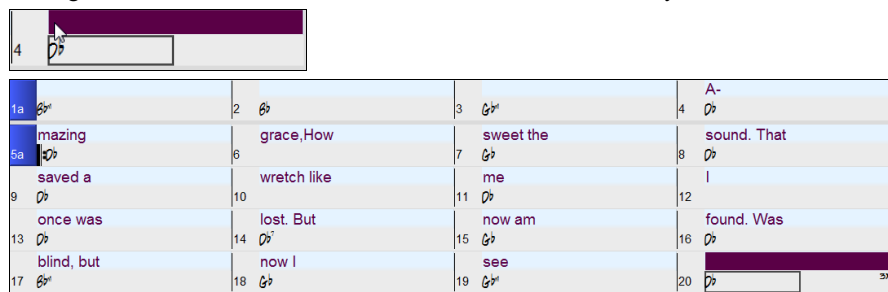 4 D♭
A-
1a 2 B♭ 3 4 D♭
mazing grace,How sweet the sound. That
5a D♭ 6 7 G♭ 8 D♭
saved a wretch like me I
9 D♭ 10 11 D♭ 12
once was lost. But now am found. Was
13 D♭ 14 D♭7 15 G♭ 16 D♭
blind, but now I see
17 18 G♭ 19 20 D♭